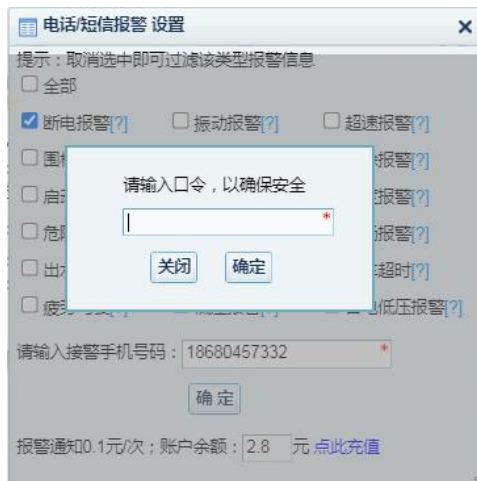 电话/短信报警 设置
提示：取消选中即可过滤该类型报警信息
全部
断电报警[?] 振动报警[?] 超速报警[?]
报警[?]
启 报警[?]
危 报警[?]
请输入口令，以确保安全
*
关闭 确定
出 超时[?]
低压报警[?]
请输入接警手机号码：18680457332 *
确 定
报警通知0.1元/次；账户余额：2.8 元 点此充值